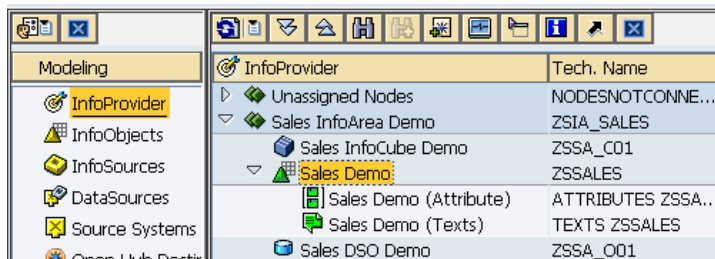 Modeling
InfoProvider
InfoObjects
InfoSources
DataSources
Source Systems
InfoProvider Tech. Name
Unassigned Nodes NODESNOTCONNE...
Sales InfoArea Demo ZSIA_SALES
Sales InfoCube Demo ZSSA_C01
Sales Demo ZSSALES
Sales Demo (Attribute) ATTRIBUTES ZSSA..
Sales Demo (Texts) TEXTS ZSSALES
Sales DSO Demo ZSSA_O01